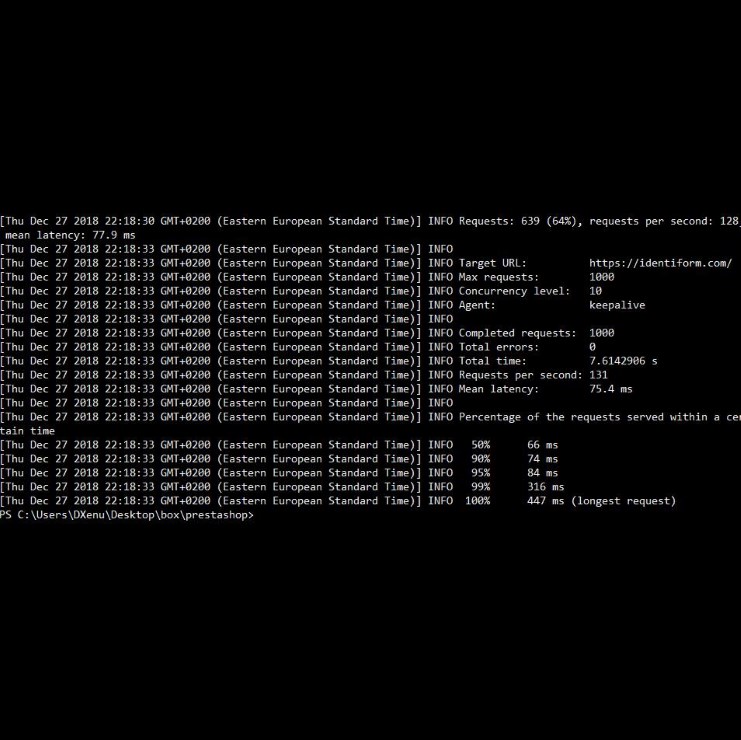 [Thu Dec 27 2018 22:18:30 GMT+0200 (Eastern European Standard Time)] INFO Requests: 639 (64%), requests per second: 128,
 mean latency: 77.9 ms
[Thu Dec 27 2018 22:18:33 GMT+0200 (Eastern European Standard Time)] INFO
[Thu Dec 27 2018 22:18:33 GMT+0200 (Eastern European Standard Time)] INFO Target URL:          https://identiform.com/
[Thu Dec 27 2018 22:18:33 GMT+0200 (Eastern European Standard Time)] INFO Max requests:        1000
[Thu Dec 27 2018 22:18:33 GMT+0200 (Eastern European Standard Time)] INFO Concurrency level:   10
[Thu Dec 27 2018 22:18:33 GMT+0200 (Eastern European Standard Time)] INFO Agent:               keepalive
[Thu Dec 27 2018 22:18:33 GMT+0200 (Eastern European Standard Time)] INFO
[Thu Dec 27 2018 22:18:33 GMT+0200 (Eastern European Standard Time)] INFO Completed requests:  1000
[Thu Dec 27 2018 22:18:33 GMT+0200 (Eastern European Standard Time)] INFO Total errors:        0
[Thu Dec 27 2018 22:18:33 GMT+0200 (Eastern European Standard Time)] INFO Total time:          7.6142906 s
[Thu Dec 27 2018 22:18:33 GMT+0200 (Eastern European Standard Time)] INFO Requests per second: 131
[Thu Dec 27 2018 22:18:33 GMT+0200 (Eastern European Standard Time)] INFO Mean latency:        75.4 ms
[Thu Dec 27 2018 22:18:33 GMT+0200 (Eastern European Standard Time)] INFO
[Thu Dec 27 2018 22:18:33 GMT+0200 (Eastern European Standard Time)] INFO Percentage of the requests served within a cer
tain time
[Thu Dec 27 2018 22:18:33 GMT+0200 (Eastern European Standard Time)] INFO   50%      66 ms
[Thu Dec 27 2018 22:18:33 GMT+0200 (Eastern European Standard Time)] INFO   90%      74 ms
[Thu Dec 27 2018 22:18:33 GMT+0200 (Eastern European Standard Time)] INFO   95%      84 ms
[Thu Dec 27 2018 22:18:33 GMT+0200 (Eastern European Standard Time)] INFO   99%      316 ms
[Thu Dec 27 2018 22:18:33 GMT+0200 (Eastern European Standard Time)] INFO  100%      447 ms (longest request)
PS C:\Users\DXenu\Desktop\box\prestashop>